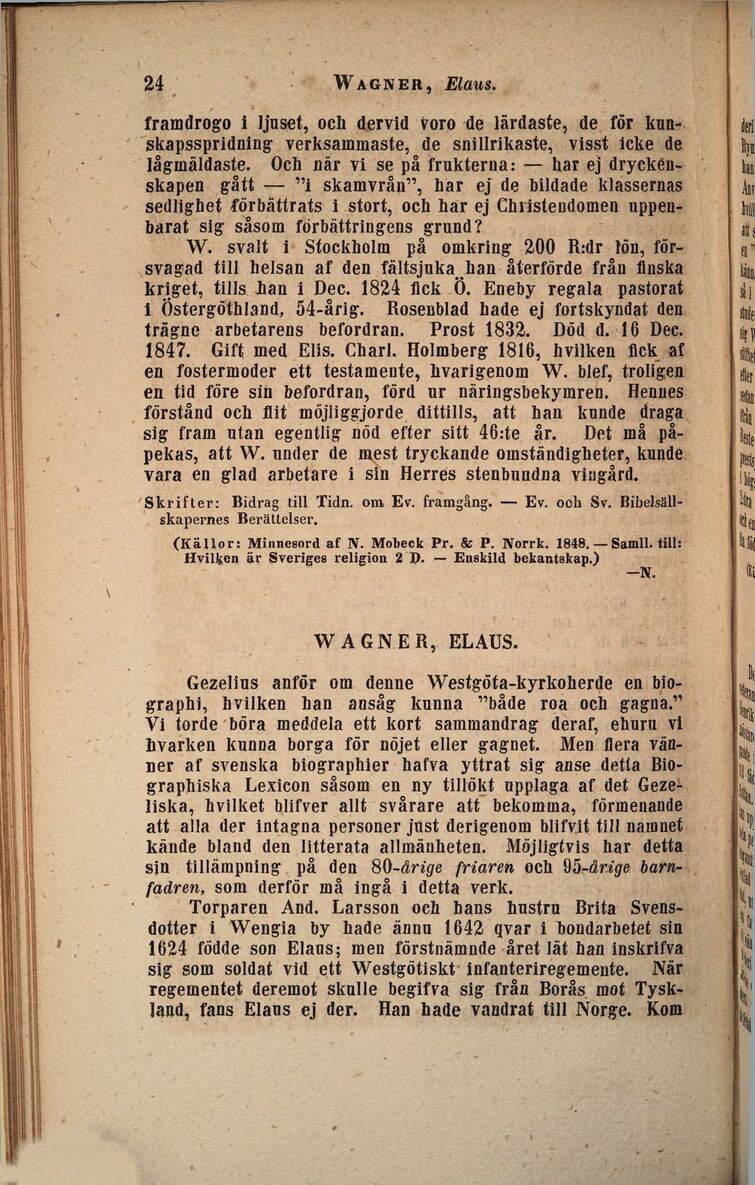 24 WAGNER, Elaus.
framdrogo i ljuset, och dervid voro de lärdaste, de för kun-
skapsspridning verksammaste, de snillrikaste, visst icke de
lågmäldaste. Och när vi se på frukterna: — har ej drycken-
skapen gått — ”i skamvrån”, har ej de bildade klassernas
sedlighet förbättrats i stort, och har ej Christendomen uppen-
barat sig såsom förbättringens grund?
W. svalt i Stockholm på omkring 200 R:dr lön, för-
svagad till helsan af den fältsjuka han återförde från finska
kriget, tills han i Dec. 1824 fick Ö. Eneby regala pastorat
i Östergöthland, 54-årig. Rosenblad hade ej fortskyndat den
trägne arbetarens befordran. Prost 1832. Död d. 16 Dec.
1847. Gift med Elis. Charl. Holmberg 1816, hvilken fick af
en fostermoder ett testamente, hvarigenom W. blef, troligen
en tid före sin befordran, förd ur näringsbekymren. Hennes
förstånd och flit möjliggjorde dittills, att han kunde draga
sig fram utan egentlig nöd efter sitt 46:te år. Det må på-
pekas, att W. under de mest tryckande omständigheter, kunde
vara en glad arbetare i sin Herres stenbundna vingård.
Skrifter: Bidrag till Tidn. om Ev. framgång. — Ev. och Sv. Bibelsäll-
skapernes Berättelser.
(Källor: Minnesord af N. Mobeck Pr. & P. Norrk. 1848. — Samll. till:
Hvilken är Sveriges religion 2 D. — Enskild bekantskap.)
—N.
WAGNER, ELAUS.
Gezelius anför om denne Westgöta-kyrkoherde en bio-
graphi, hvilken han ansåg kunna ”både roa och gagna.”
Vi torde böra meddela ett kort sammandrag deraf, ehuru vi
hvarken kunna borga för nöjet eller gagnet. Men flera vän-
ner af svenska biographier hafva yttrat sig anse detta Bio-
graphiska Lexicon såsom en ny tillökt upplaga af det Geze-
liska, hvilket blifver allt svårare att bekomma, förmenande
att alla der intagna personer just derigenom blifvit till namnet
kände bland den litterata allmänheten. Möjligtvis har detta
sin tillämpning på den 80-årige friaren och 95-årige barn-
fadren, som derför må ingå i detta verk.
Torparen And. Larsson och hans hustru Brita Svens-
dotter i Wengia by hade ännu 1642 qvar i bondarbetet sin
1624 födde son Elaus; men förstnämnde året lät han inskrifva
sig som soldat vid ett Westgötiskt infanteriregemente. När
regementet deremot skulle begifva sig från Borås mot Tysk-
land, fans Elaus ej der. Han hade vandrat till Norge. Kom